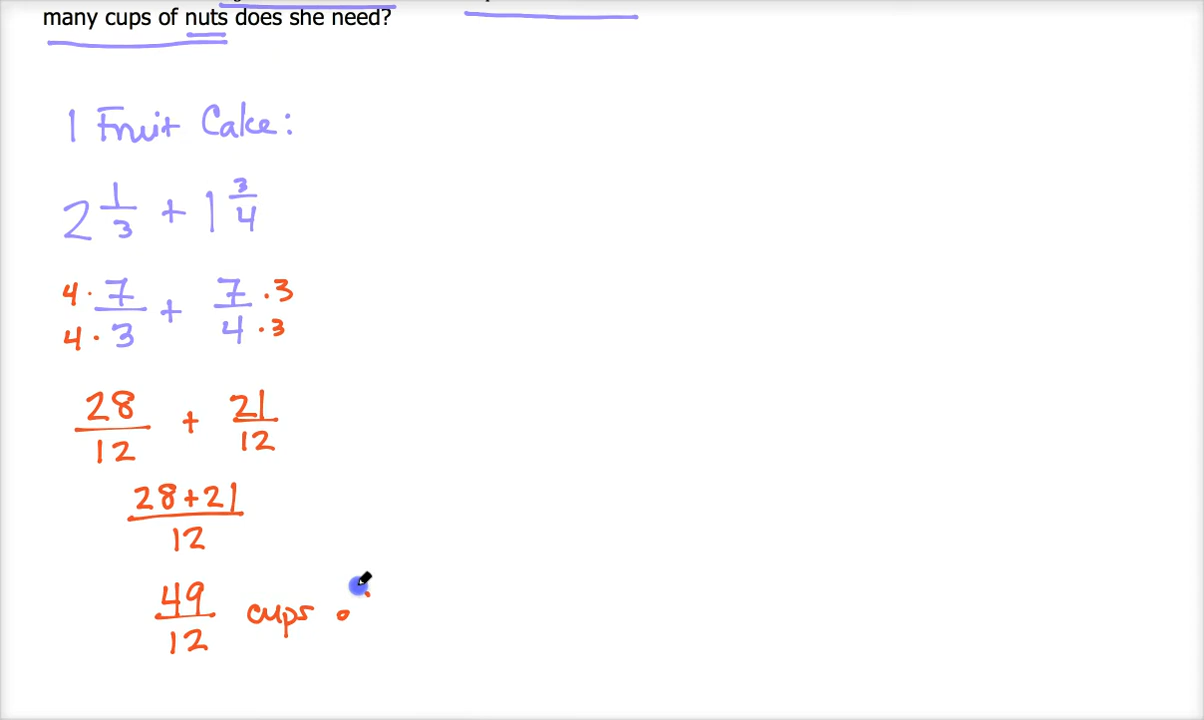 many cups of nuts does she need?
1 Fruit Cake:
2 1/3 + 1 3/4
4 · 7 / 4 · 3 + 7 · 3 / 4 · 3
28/12 + 21/12
28+21/12
49/12 cups o